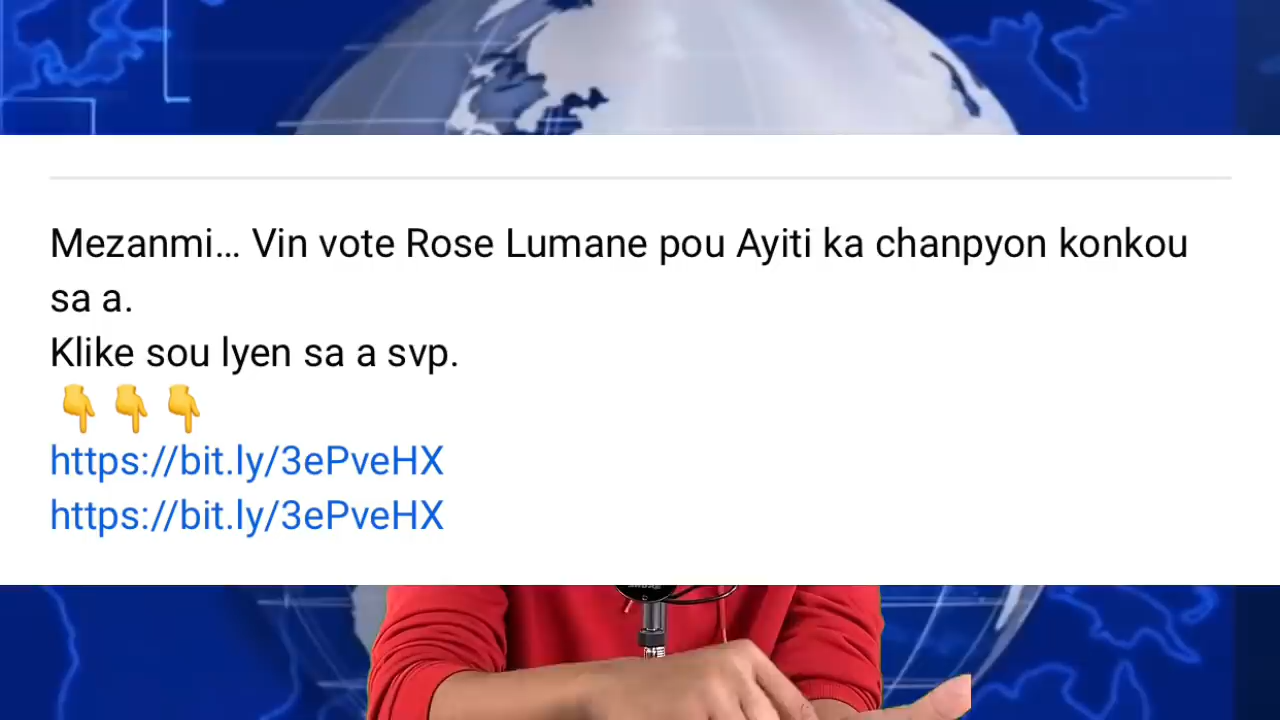 Mezanmi... Vin vote Rose Lumane pou Ayiti ka chanpyon konkou
sa a.
Klike sou lyen sa a svp.
👇👇👇
https://bit.ly/3ePveHX
https://bit.ly/3ePveHX